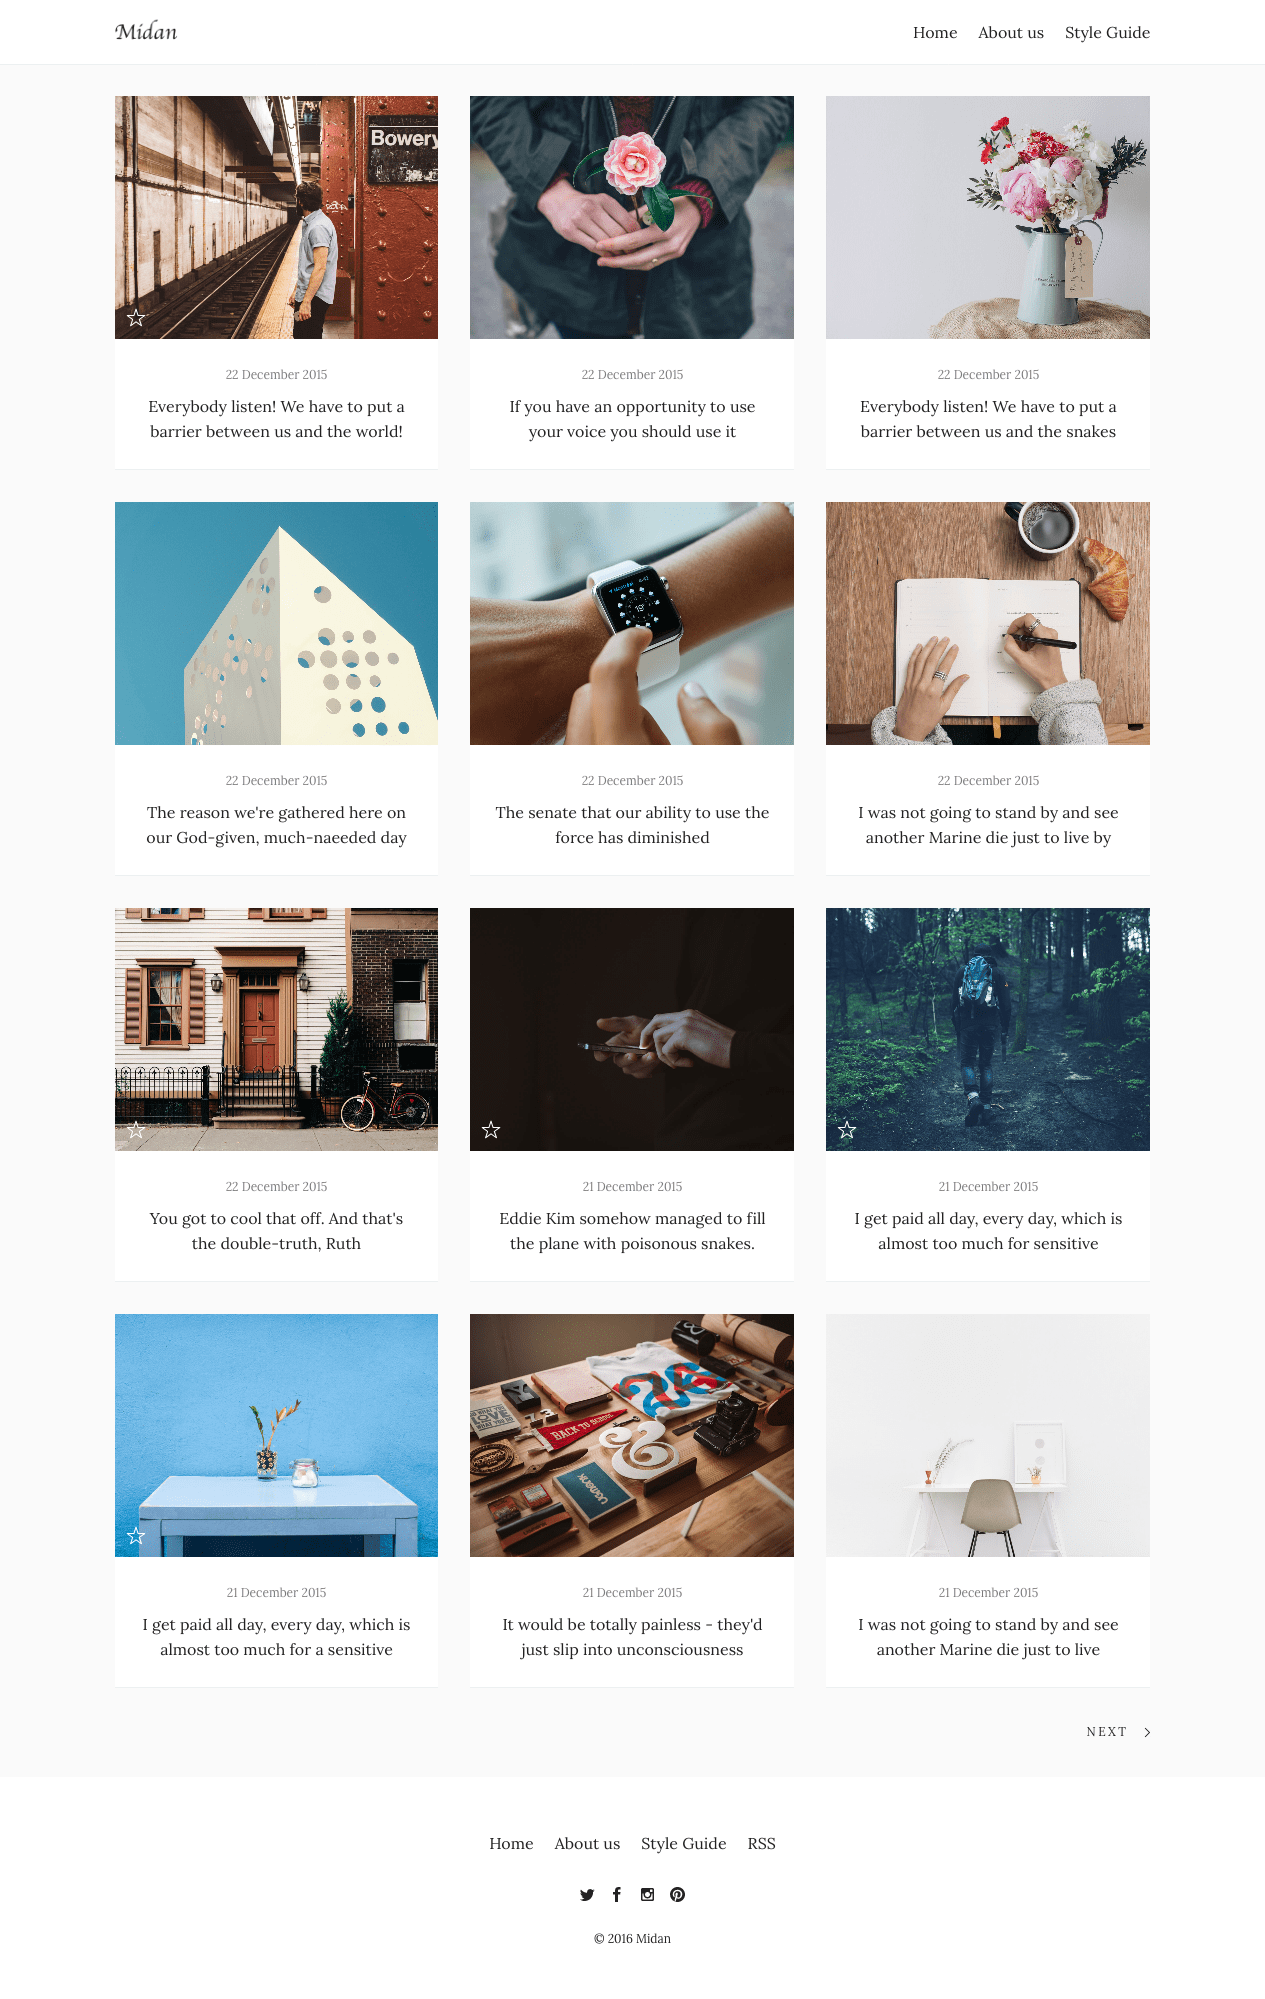 Midan
Home About us Style Guide
Bowery
22 December 2015
Everybody listen! We have to put a
barrier between us and the world!
22 December 2015
If you have an opportunity to use
your voice you should use it
22 December 2015
Everybody listen! We have to put a
barrier between us and the snakes
22 December 2015
The reason we're gathered here on
our God-given, much-naeeded day
22 December 2015
The senate that our ability to use the
force has diminished
22 December 2015
I was not going to stand by and see
another Marine die just to live by
22 December 2015
You got to cool that off. And that's
the double-truth, Ruth
21 December 2015
Eddie Kim somehow managed to fill
the plane with poisonous snakes.
21 December 2015
I get paid all day, every day, which is
almost too much for sensitive
LOVE
WHAT YOU DO
BACK TO SCHOOL
&
21 December 2015
I get paid all day, every day, which is
almost too much for a sensitive
21 December 2015
It would be totally painless - they'd
just slip into unconsciousness
21 December 2015
I was not going to stand by and see
another Marine die just to live
NEXT
Home About us Style Guide RSS
© 2016 Midan